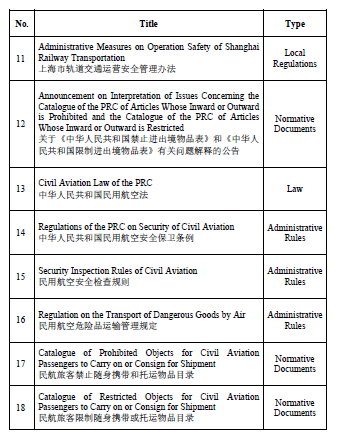 No. Title Type
11 Administrative Measures on Operation Safety of Shanghai Railway Transportation Local Regulations
上海市轨道交通运营安全管理办法
12 Announcement on Interpretation of Issues Concerning the
Catalogue of the PRC of Articles Whose Inward or Outward
is Prohibited and the Catalogue of the PRC of Articles
Whose Inward or Outward is Restricted
关于《中华人民共和国禁止进出境物品表》和《中华人
民共和国限制进出境物品表》有关问题解释的公告
Normative
Documents
13 Civil Aviation Law of the PRC
中华人民共和国民用航空法
Law
14 Regulations of the PRC on Security of Civil Aviation
中华人民共和国民用航空安全保卫条例
Administrative
Rules
15 Security Inspection Rules of Civil Aviation
民用航空安全检查规则
Administrative
Rules
16 Regulation on the Transport of Dangerous Goods by Air
民用航空危险品运输管理规定
Administrative
Rules
17 Catalogue of Prohibited Objects for Civil Aviation
Passengers to Carry on or Consign for Shipment
民航旅客禁止随身携带和托运物品目录
Normative
Documents
18 Catalogue of Restricted Objects for Civil Aviation
Passengers to Carry on or Consign for Shipment
民航旅客限制随身携带或托运物品目录
Normative
Documents